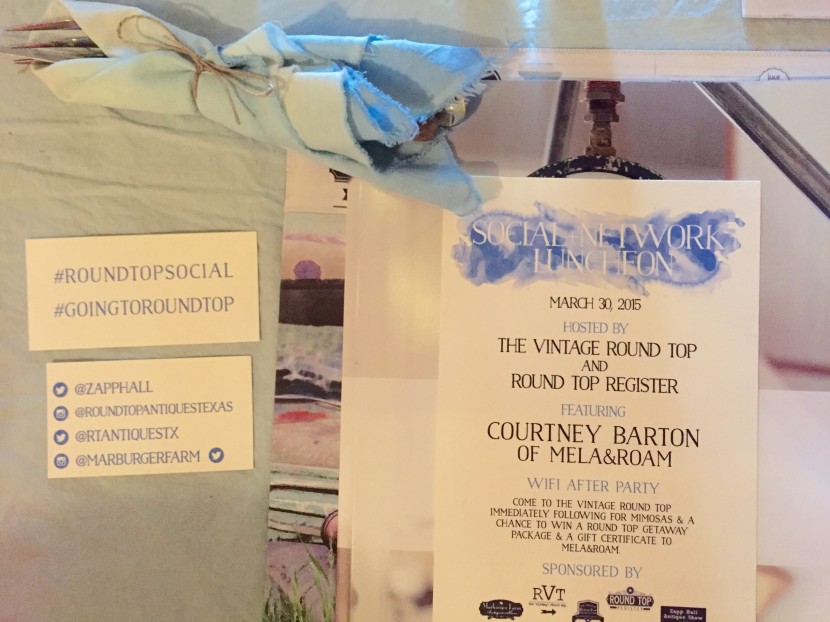 #ROUNDTOPSOCIAL
#GOINGTOROUNDTOP
@ZAPPHALL
@ROUNDTOPANTIQUESTEXAS
@RTANTIQUESTX
@MARBURGERFARM
SOCIAL NETWORK
LUNCHEON
MARCH 30, 2015
HOSTED BY
THE VINTAGE ROUND TOP
AND
ROUND TOP REGISTER
FEATURING
COURTNEY BARTON
OF MELA&ROAM
WIFI AFTER PARTY
COME TO THE VINTAGE ROUND TOP
IMMEDIATELY FOLLOWING FOR MIMOSAS & A
CHANCE TO WIN A ROUND TOP GETAWAY
PACKAGE & A GIFT CERTIFICATE TO
MELA&ROAM.
SPONSORED BY
Marburger Farm
RVT
ROUND TOP
REGISTER
Zapp Hall
Antique Show